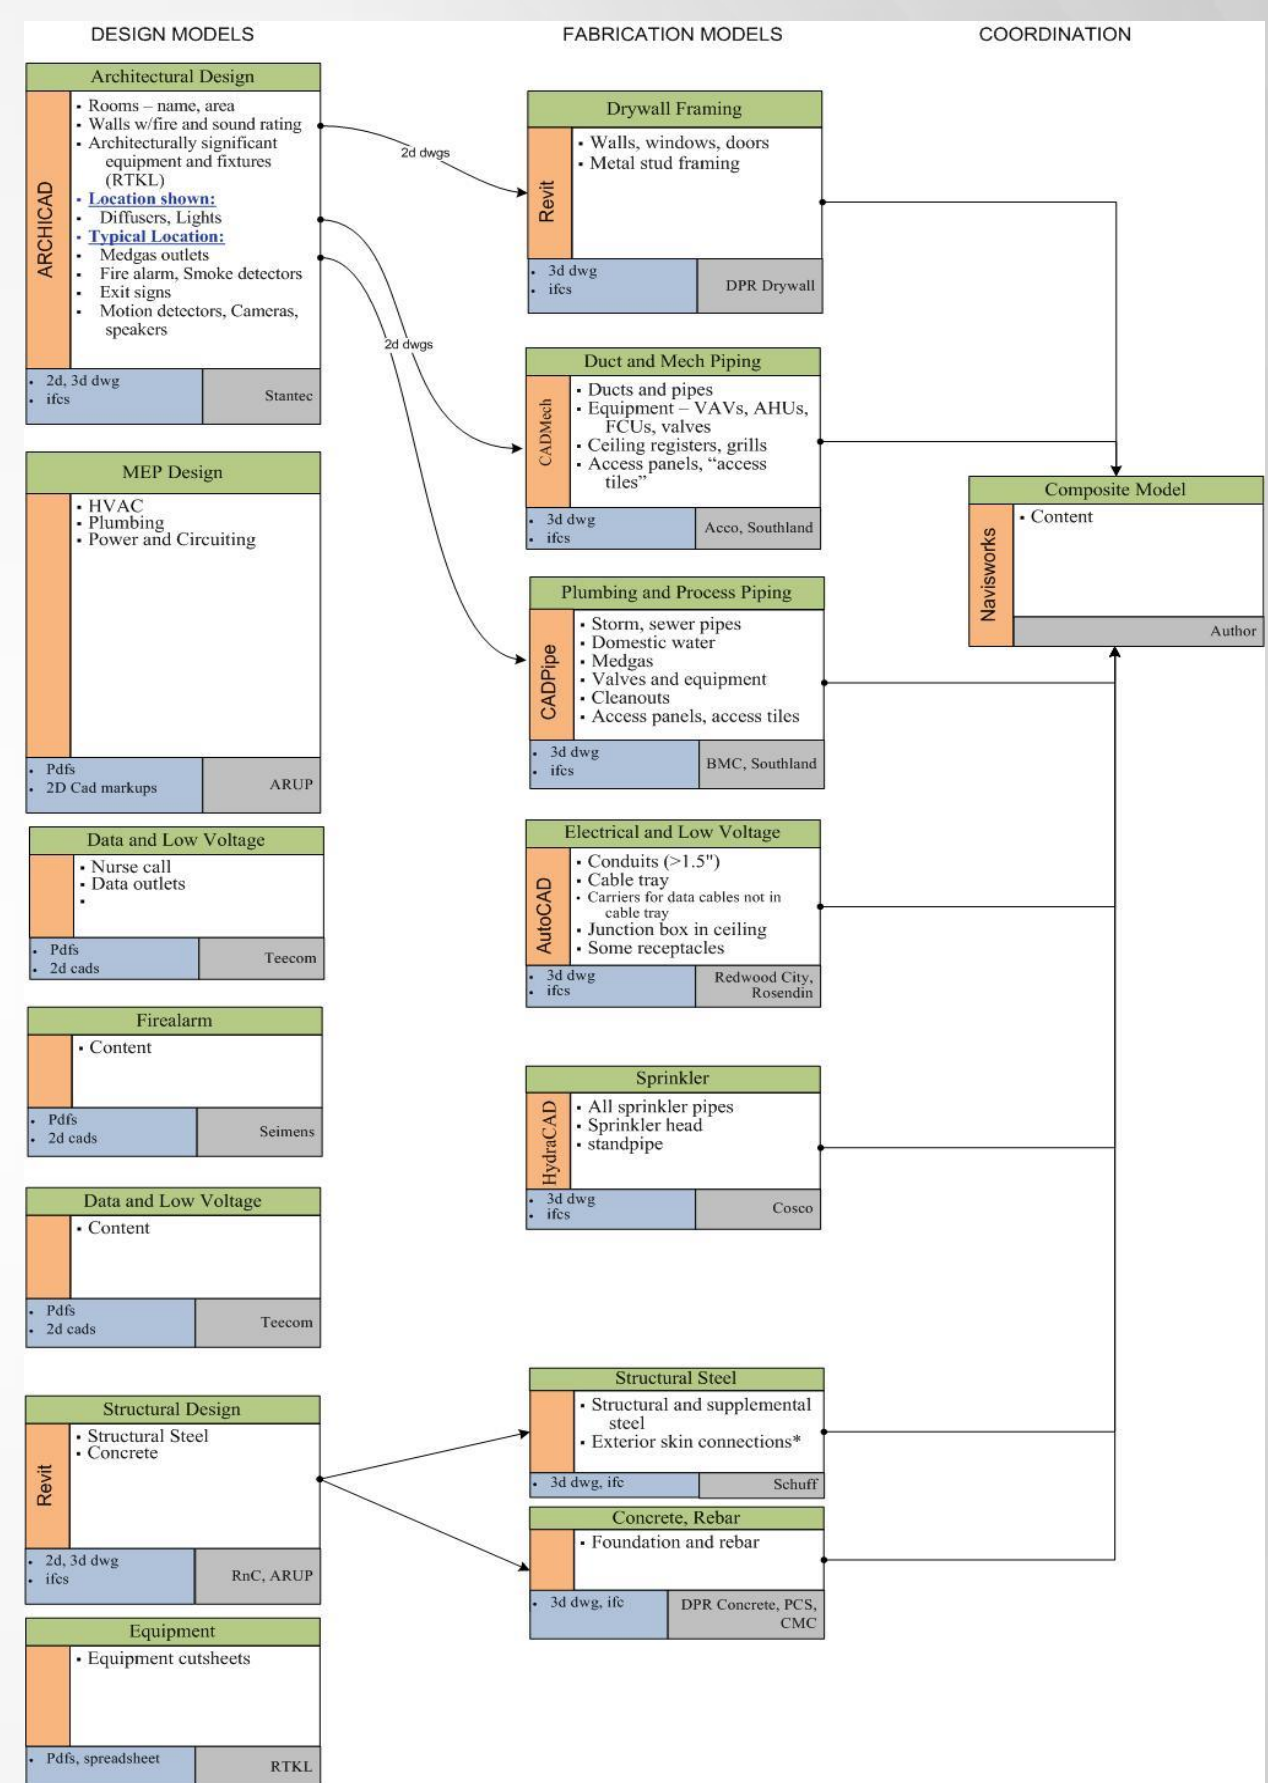 DESIGN MODELS
FABRICATION MODELS
COORDINATION
Architectural Design
ARCHICAD
▪ Rooms – name, area
▪ Walls w/fire and sound rating
▪ Architecturally significant
equipment and fixtures
(RTKL)
▪ Location shown:
▪ Diffusers, Lights
▪ Typical Location:
▪ Medgas outlets
▪ Fire alarm, Smoke detectors
▪ Exit signs
▪ Motion detectors, Cameras,
speakers
• 2d, 3d dwg
• ifcs
Stantec
MEP Design
▪ HVAC
▪ Plumbing
▪ Power and Circuiting
• Pdfs
• 2D Cad markups
ARUP
Data and Low Voltage
▪ Nurse call
▪ Data outlets
▪
• Pdfs
• 2d cads
Teecom
Firealarm
▪ Content
• Pdfs
• 2d cads
Seimens
Data and Low Voltage
▪ Content
• Pdfs
• 2d cads
Teecom
Structural Design
Revit
▪ Structural Steel
▪ Concrete
• 2d, 3d dwg
• ifcs
RnC, ARUP
Equipment
▪ Equipment cutsheets
• Pdfs, spreadsheet
RTKL
2d dwgs
2d dwgs
Drywall Framing
Revit
▪ Walls, windows, doors
▪ Metal stud framing
• 3d dwg
• ifcs
DPR Drywall
Duct and Mech Piping
CADMech
▪ Ducts and pipes
▪ Equipment – VAVs, AHUs,
FCUs, valves
▪ Ceiling registers, grills
▪ Access panels, “access
tiles”
• 3d dwg
• ifcs
Acco, Southland
Plumbing and Process Piping
CADPipe
▪ Storm, sewer pipes
▪ Domestic water
▪ Medgas
▪ Valves and equipment
▪ Cleanouts
▪ Access panels, access tiles
• 3d dwg
• ifcs
BMC, Southland
Electrical and Low Voltage
AutoCAD
▪ Conduits (>1.5")
▪ Cable tray
▪ Carriers for data cables not in
cable tray
▪ Junction box in ceiling
▪ Some receptacles
• 3d dwg
• ifcs
Redwood City,
Rosendin
Sprinkler
HydraCAD
▪ All sprinkler pipes
▪ Sprinkler head
▪ standpipe
• 3d dwg
• ifcs
Cosco
Structural Steel
▪ Structural and supplemental
steel
▪ Exterior skin connections*
• 3d dwg, ifc
Schuff
Concrete, Rebar
▪ Foundation and rebar
• 3d dwg, ifc
DPR Concrete, PCS,
CMC
Composite Model
Navisworks
▪ Content
Author